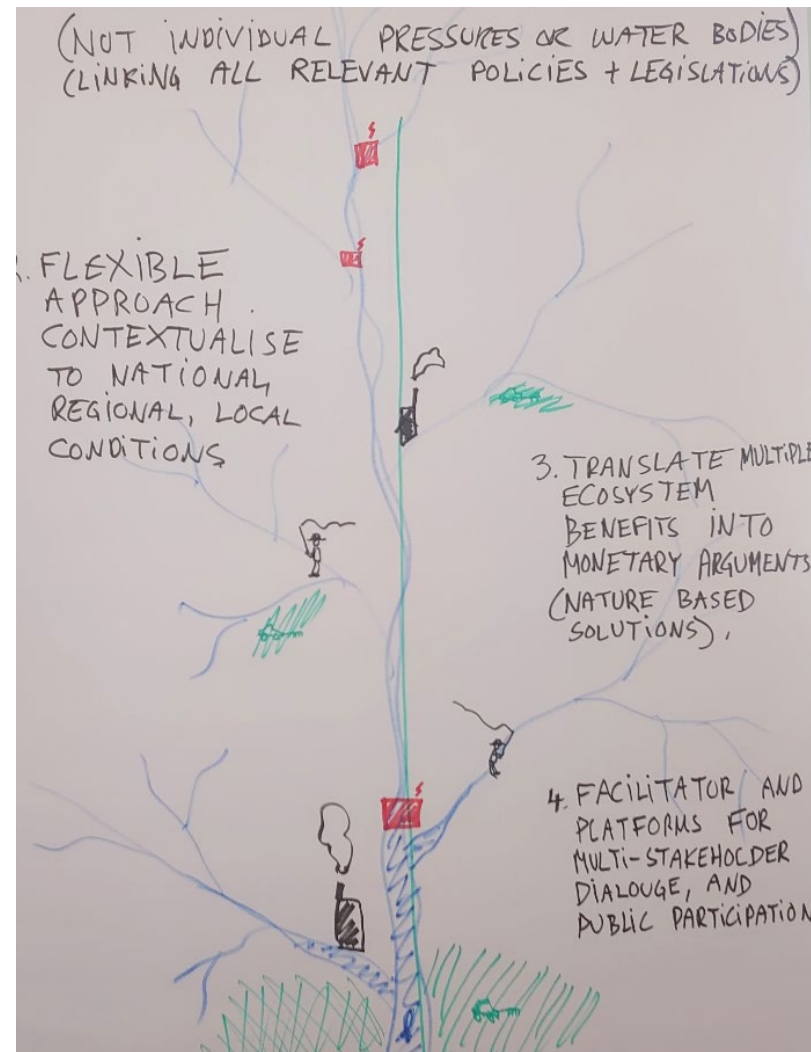 (NOT INDIVIDUAL PRESSURES OR WATER BODIES)
(LINKING ALL RELEVANT POLICIES + LEGISLATIONS)
. FLEXIBLE
APPROACH .
CONTEXTUALISE
TO NATIONAL,
REGIONAL, LOCAL
CONDITIONS
3. TRANSLATE MULTIPLE
ECOSYSTEM
BENEFITS INTO
MONETARY ARGUMENTS
(NATURE BASED
SOLUTIONS).
4. FACILITATOR AND
PLATFORMS FOR
MULTI-STAKEHOLDER
DIALOUGE, AND
PUBLIC PARTICIPATION